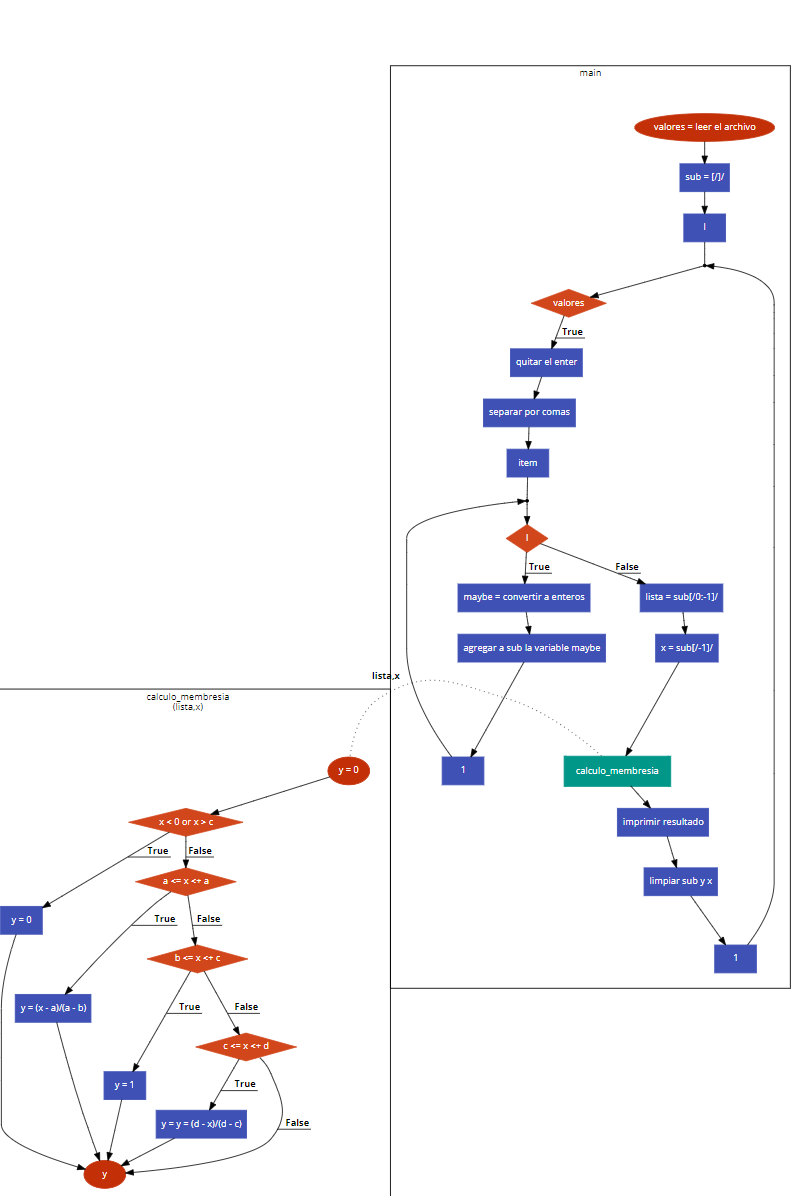 main
valores = leer el archivo
sub = [/]/
I
valores
True
quitar el enter
separar por comas
item
I
True
False
maybe = convertir a enteros
lista = sub[/0:-1]/
agregar a sub la variable maybe
x = sub[/-1]/
lista,x
1
calculo_membresia
imprimir resultado
limpiar sub y x
1
calculo_membresia
(lista,x)
y = 0
x < 0 or x > c
True
False
a <= x <+ a
y = 0
True
False
b <= x <+ c
y = (x - a)/(a - b)
True
False
c <= x <+ d
y = 1
True
y = y = (d - x)/(d - c)
False
y